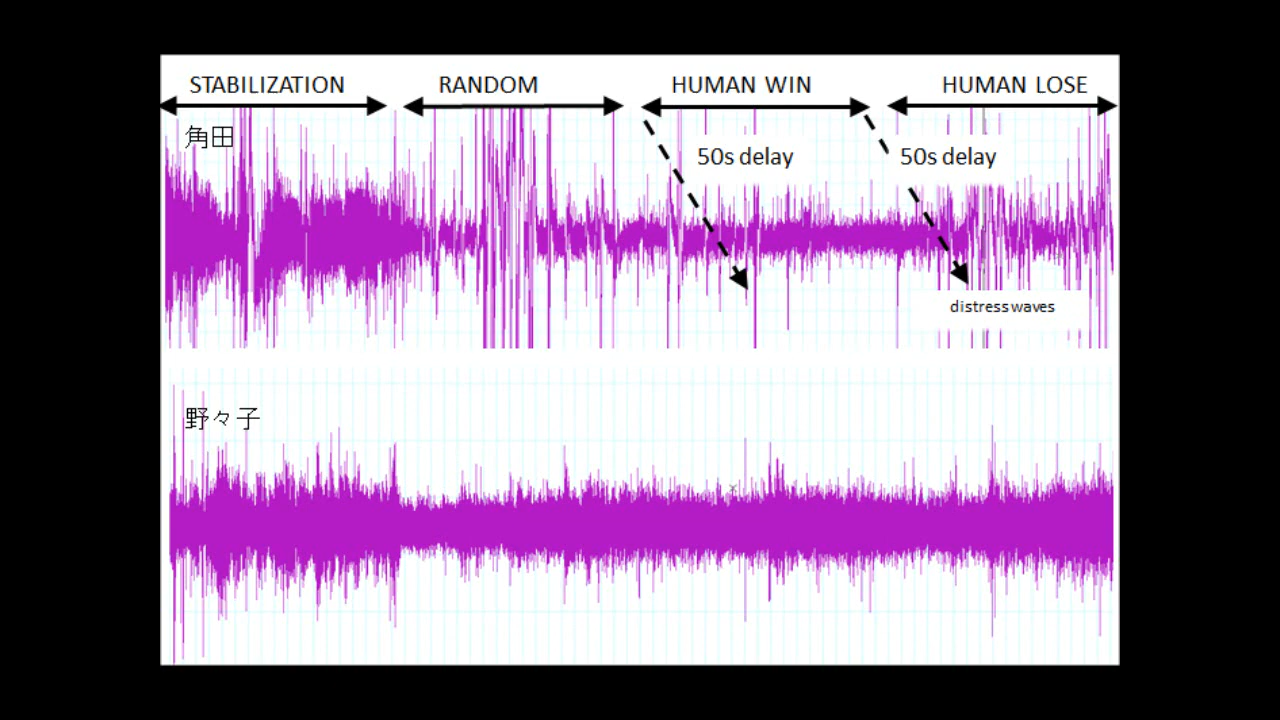 STABILIZATION
RANDOM
HUMAN WIN
HUMAN LOSE
角田
50s delay
50s delay
distress waves
野々子